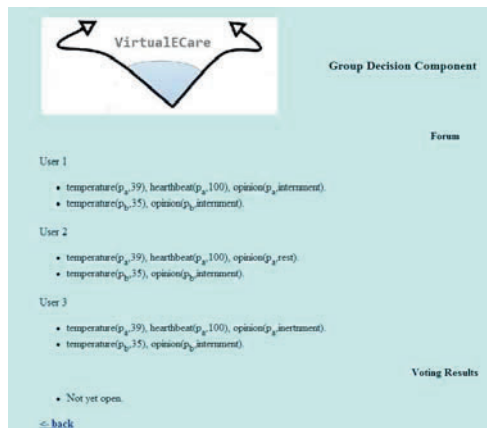 VirtualECare
Group Decision Component
Forum
User 1
• temperature(pa,39), hearthbeat(pa,100), opinion(pa,internment).
• temperature(pb,35), opinion(pb,internment).
User 2
• temperature(pa,39), hearthbeat(pa,100), opinion(pa,rest).
• temperature(pb,35), opinion(pb,internment).
User 3
• temperature(pa,39), hearthbeat(pa,100), opinion(pa,inertnment).
• temperature(pb,35), opinion(pb,internment).
Voting Results
• Not yet open.
<- back